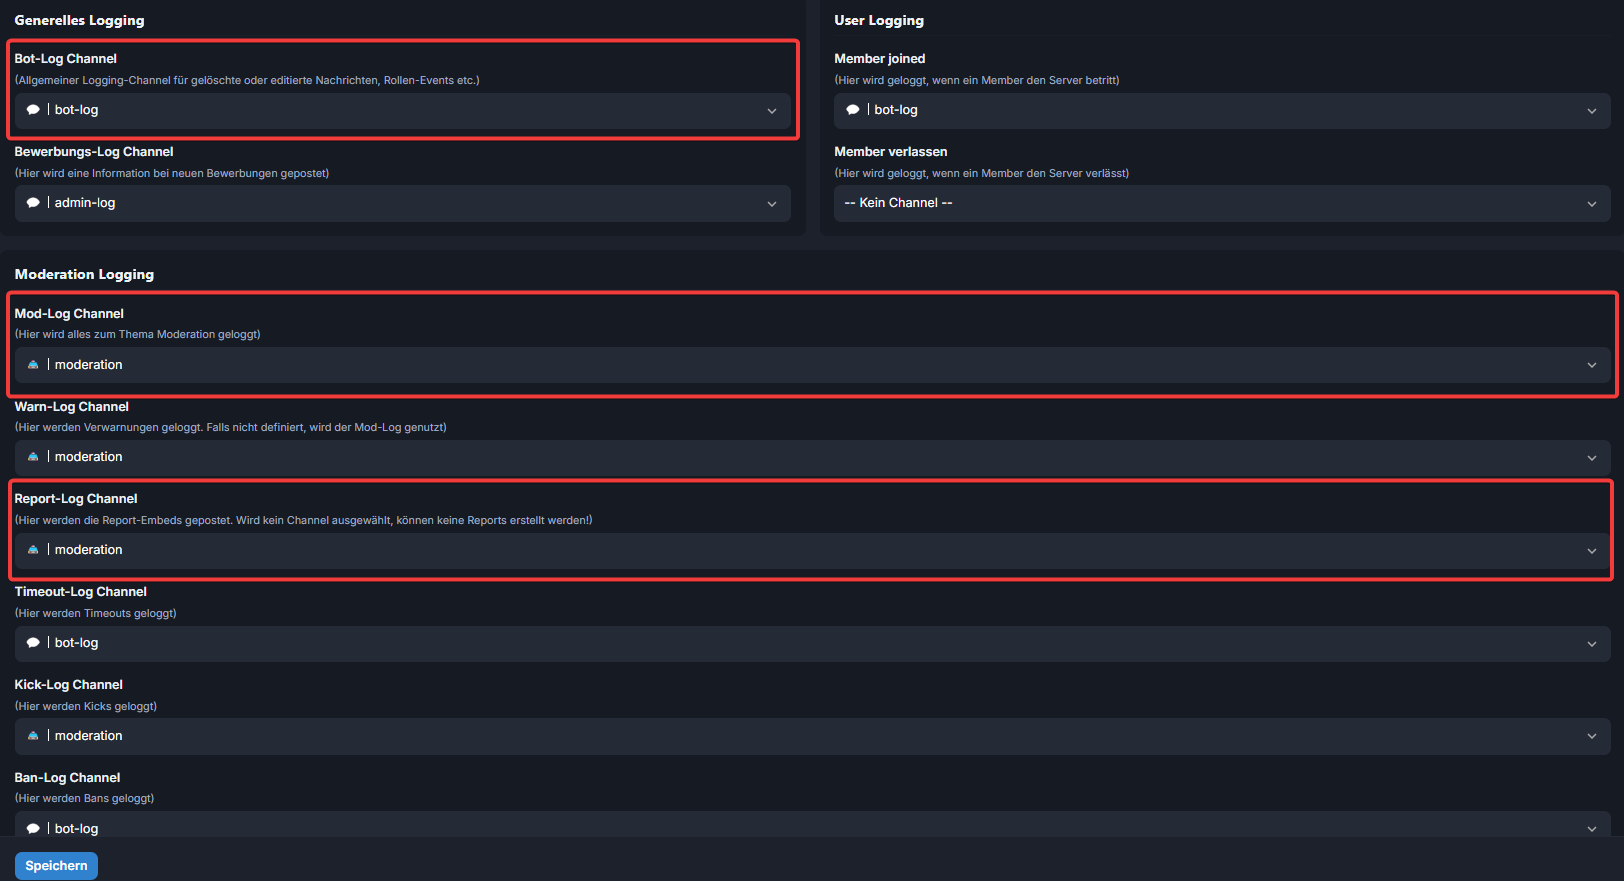 Generelles Logging
Bot-Log Channel
(Allgemeiner Logging-Channel für gelöschte oder editierte Nachrichten, Rollen-Events etc.)
| bot-log
Bewerbungs-Log Channel
(Hier wird eine Information bei neuen Bewerbungen gepostet)
| admin-log
User Logging
Member joined
(Hier wird geloggt, wenn ein Member den Server betritt)
| bot-log
Member verlassen
(Hier wird geloggt, wenn ein Member den Server verlässt)
-- Kein Channel --
Moderation Logging
Mod-Log Channel
(Hier wird alles zum Thema Moderation geloggt)
| moderation
Warn-Log Channel
(Hier werden Verwarnungen geloggt. Falls nicht definiert, wird der Mod-Log genutzt)
| moderation
Report-Log Channel
(Hier werden die Report-Embeds gepostet. Wird kein Channel ausgewählt, können keine Reports erstellt werden!)
| moderation
Timeout-Log Channel
(Hier werden Timeouts geloggt)
| bot-log
Kick-Log Channel
(Hier werden Kicks geloggt)
| moderation
Ban-Log Channel
(Hier werden Bans geloggt)
| bot-log
Speichern